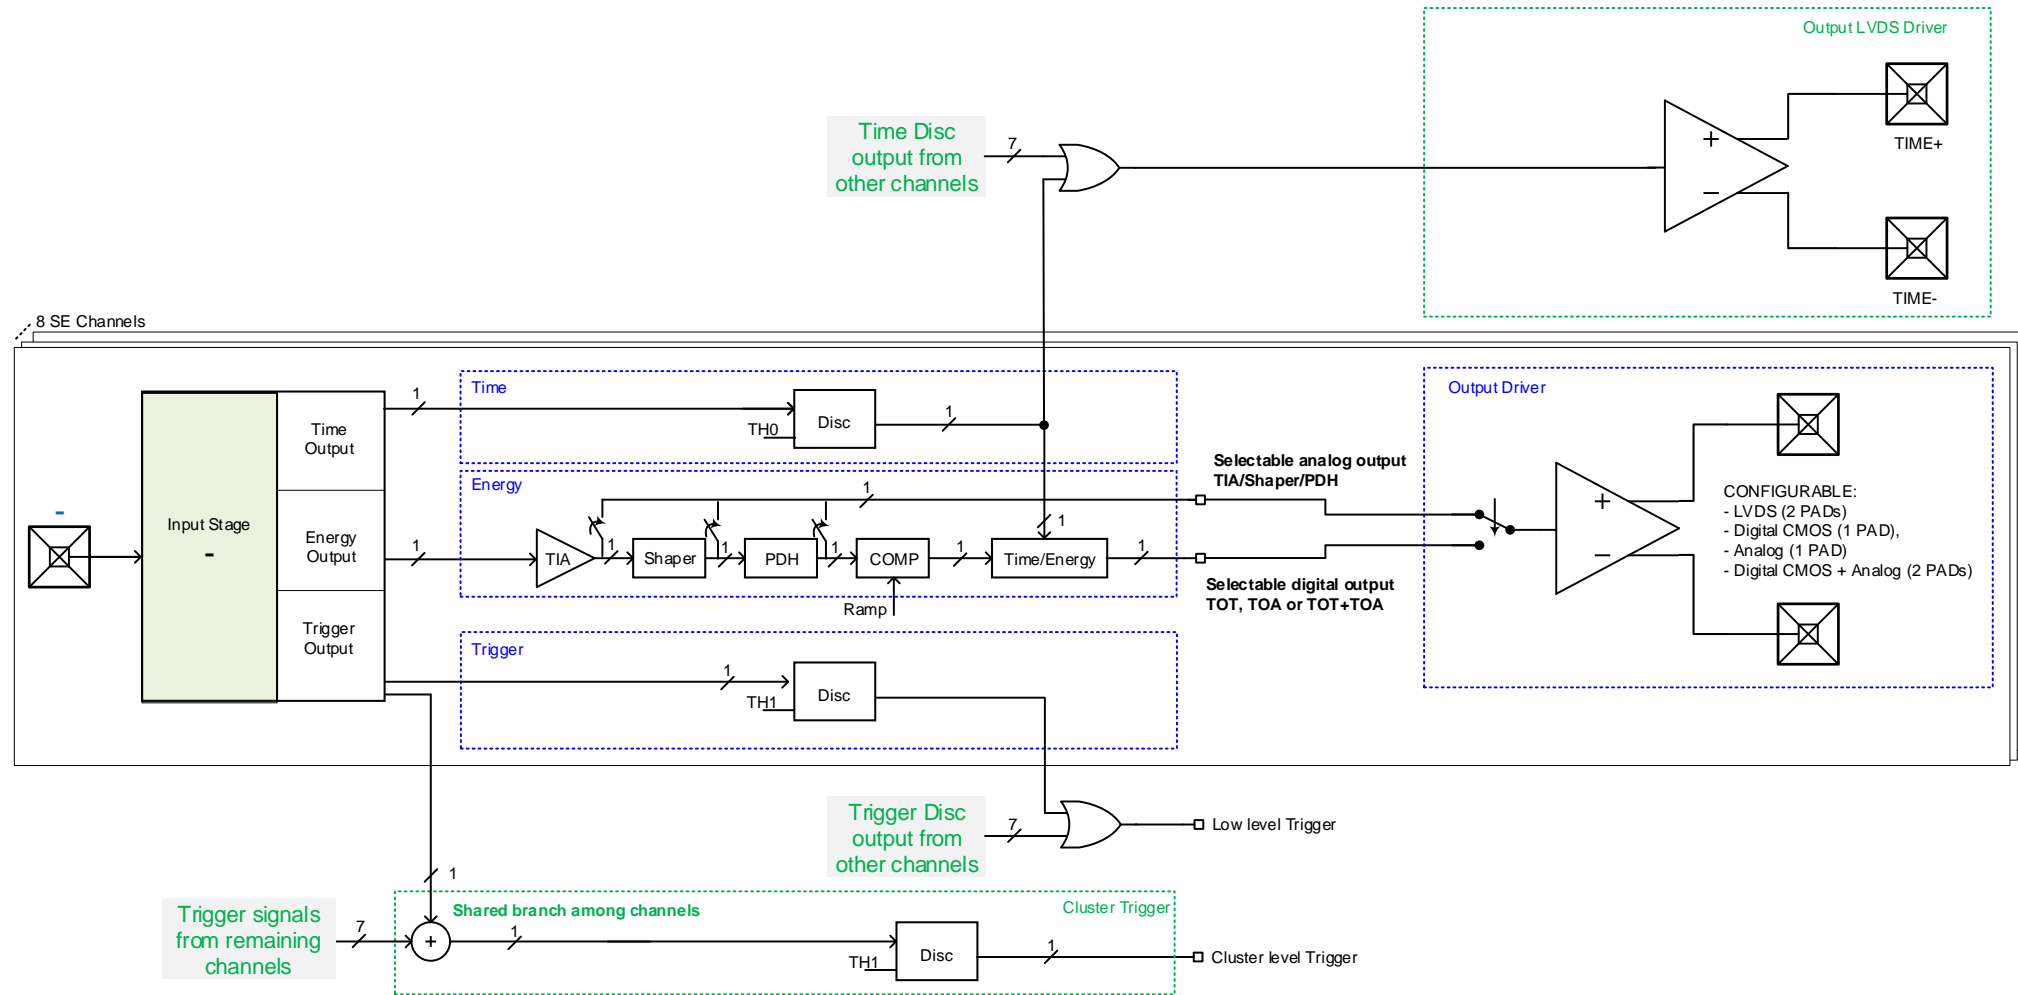 Output LVDS Driver
Time Disc
output from
other channels
7
+
−
TIME+
TIME-
8 SE Channels
-
Input Stage
-
Time
Output
Energy
Output
Trigger
Output
1
Time
TH0
Disc
1
Energy
1
1
TIA
1
Shaper
1
PDH
1
COMP
1
1
Time/Energy
1
Ramp
Selectable analog output
TIA/Shaper/PDH
Selectable digital output
TOT, TOA or TOT+TOA
Output Driver
+
−
CONFIGURABLE:
- LVDS (2 PADs)
- Digital CMOS (1 PAD),
- Analog (1 PAD)
- Digital CMOS + Analog (2 PADs)
Trigger
1
TH1
Disc
Trigger Disc
output from
other channels
7
Low level Trigger
1
Trigger signals
from remaining
channels
7
+
Shared branch among channels
Cluster Trigger
1
TH1
Disc
1
Cluster level Trigger